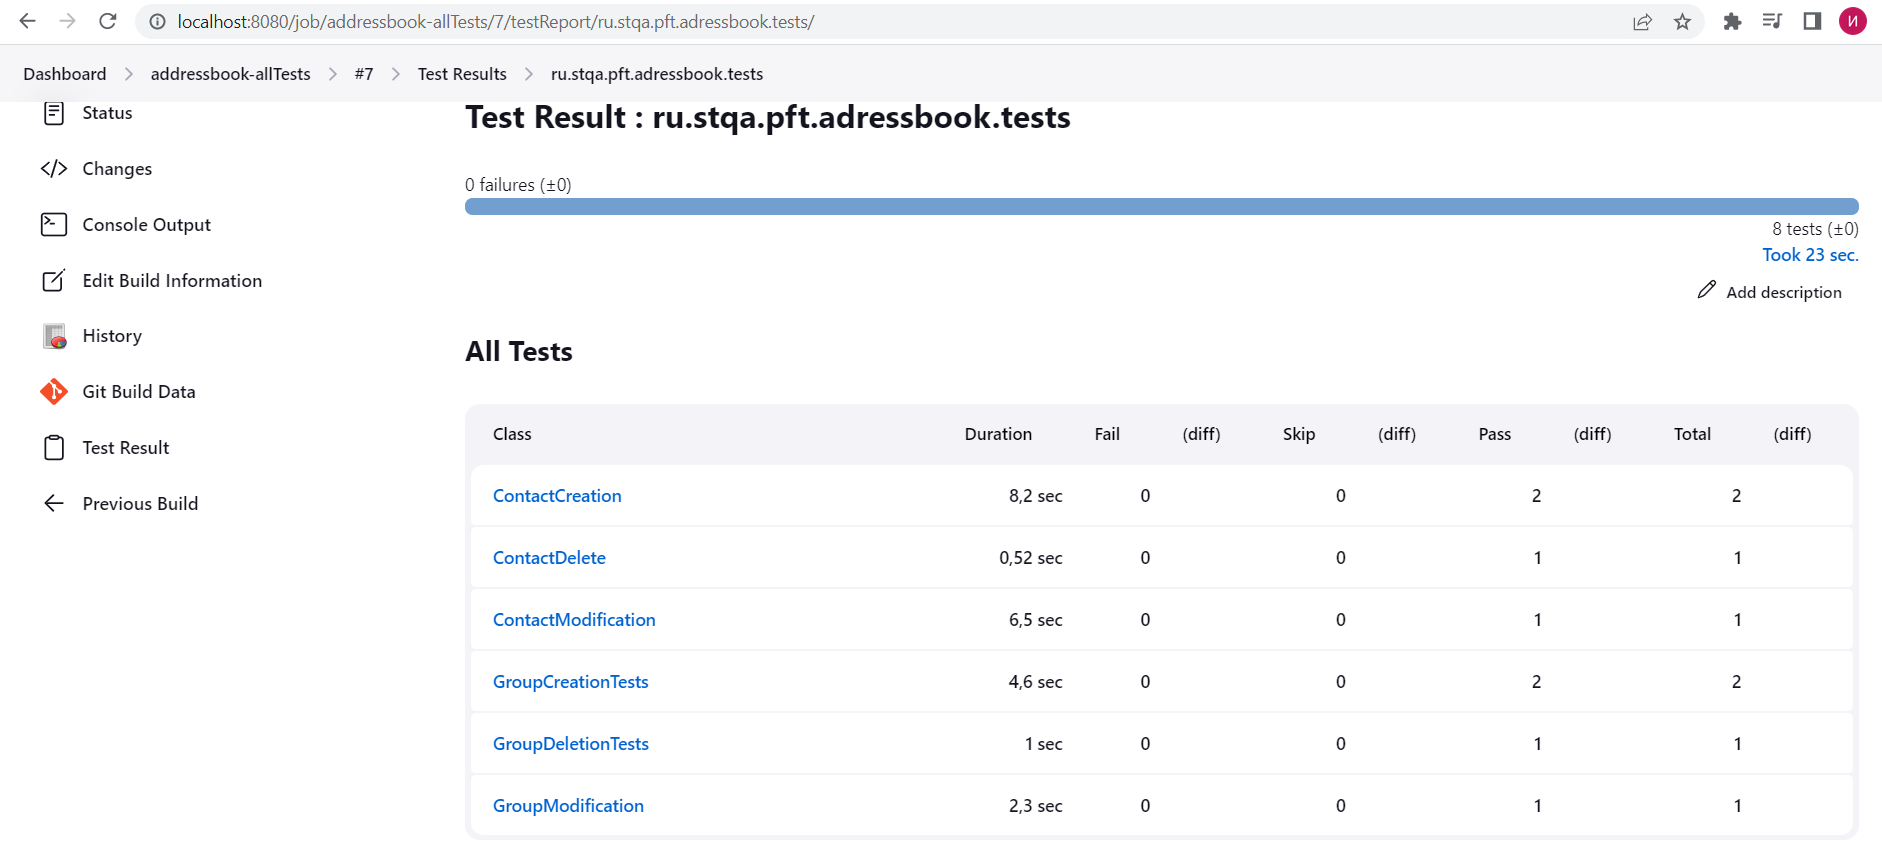 localhost:8080/job/addressbook-allTests/7/testReport/ru.stqa.pft.adressbook.tests/
И
Dashboard addressbook-allTests #7 Test Results ru.stqa.pft.adressbook.tests
Status
Changes
Console Output
Edit Build Information
History
Git Build Data
Test Result
Previous Build
Test Result : ru.stqa.pft.adressbook.tests
0 failures (±0)
8 tests (±0)
Took 23 sec.
Add description
All Tests
Class Duration Fail (diff) Skip (diff) Pass (diff) Total (diff)
ContactCreation 8,2 sec 0 0 2 2
ContactDelete 0,52 sec 0 0 1 1
ContactModification 6,5 sec 0 0 1 1
GroupCreationTests 4,6 sec 0 0 2 2
GroupDeletionTests 1 sec 0 0 1 1
GroupModification 2,3 sec 0 0 1 1